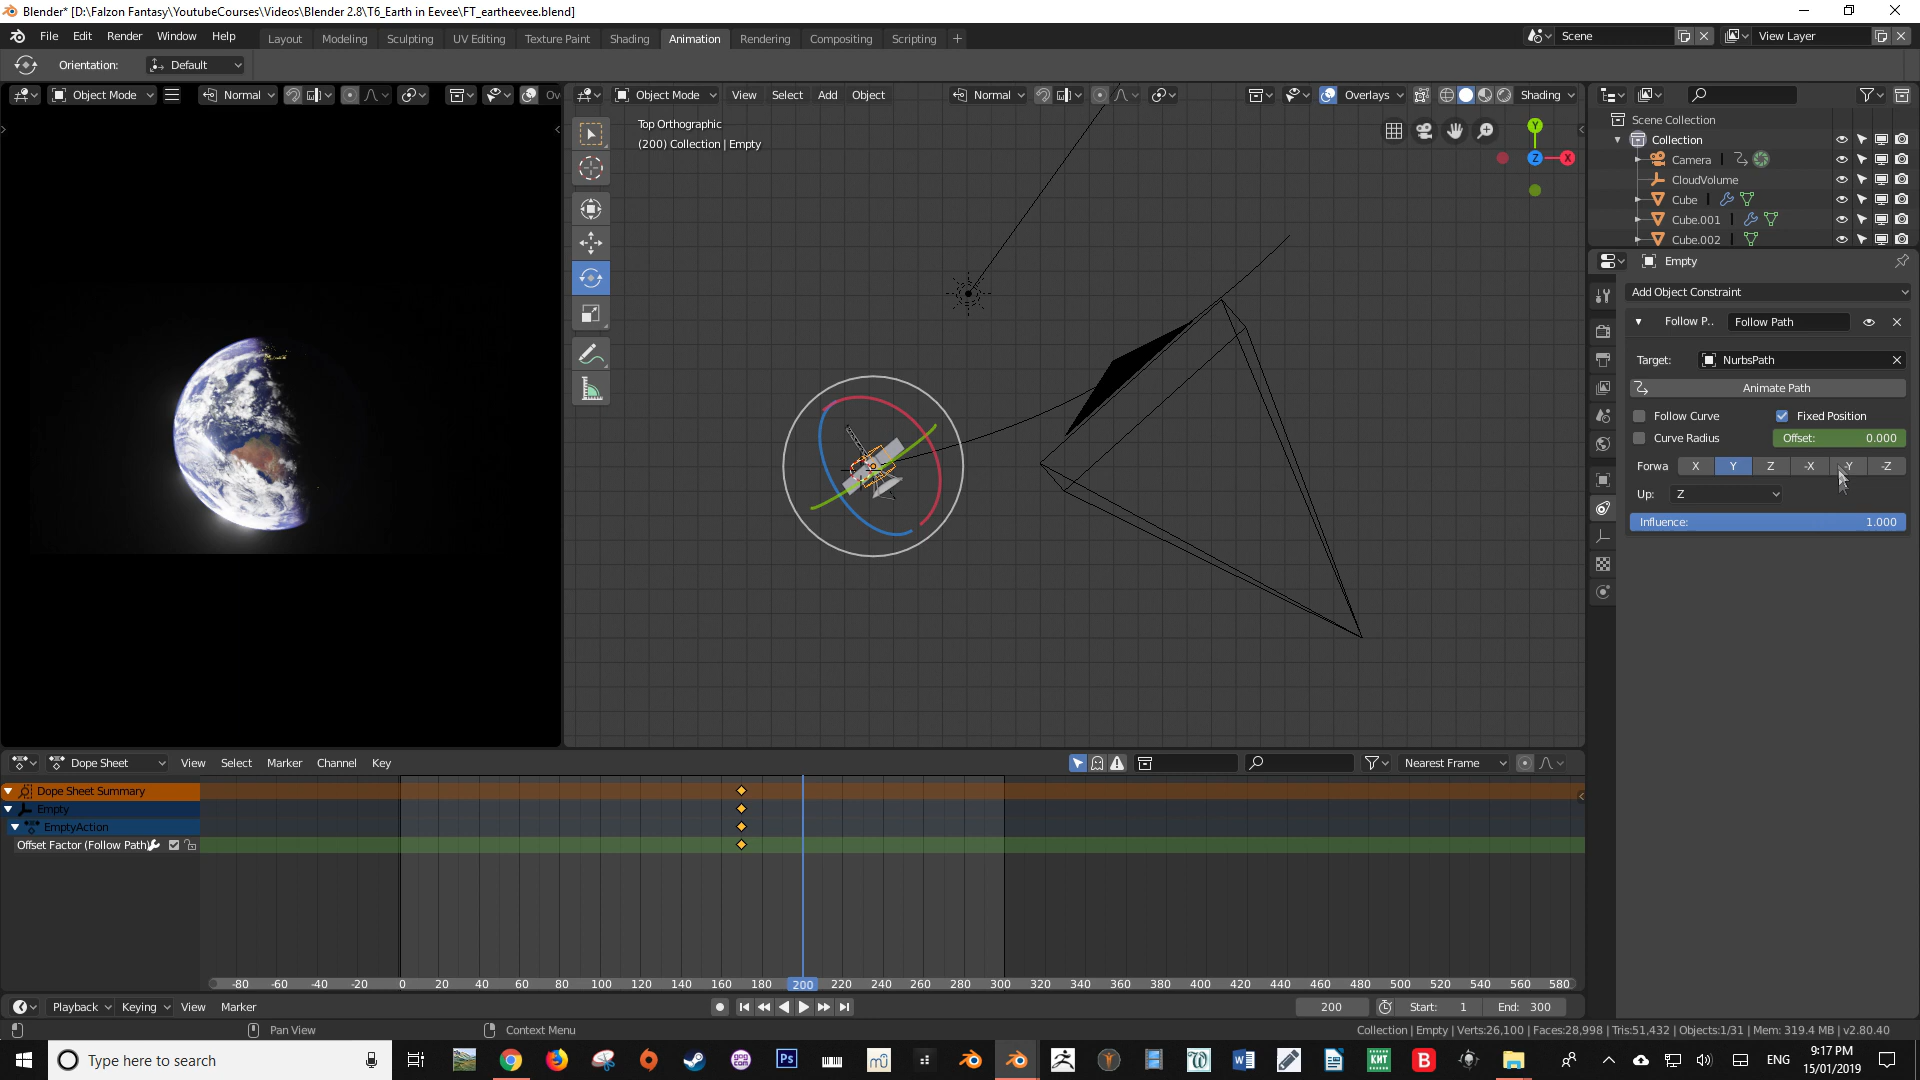 Blender* [D:\Falzon Fantasy\YoutubeCourses\Videos\Blender 2.8\T6_Earth in Eevee\FT_eartheevee.blend]
File Edit Render Window Help Layout Modeling Sculpting UV Editing Texture Paint Shading Animation Rendering Compositing Scripting + Scene View Layer
Orientation: Default
Object Mode Normal Ov Object Mode View Select Add Object Normal Overlays Shading
Top Orthographic
(200) Collection | Empty
Y
Z X
Scene Collection
Collection
Camera
CloudVolume
Cube
Cube.001
Cube.002
Empty
Add Object Constraint
Follow P.. Follow Path
Target: NurbsPath
Animate Path
Follow Curve Fixed Position
Curve Radius Offset: 0.000
Forwa X Y Z -X -Y -Z
Up: Z
Influence: 1.000
Dope Sheet View Select Marker Channel Key Nearest Frame
Dope Sheet Summary
Empty
EmptyAction
Offset Factor (Follow Path)
-80 -60 -40 -20 0 20 40 60 80 100 120 140 160 180 200 220 240 260 280 300 320 340 360 380 400 420 440 460 480 500 520 540 560 580
Playback Keying View Marker 200 Start: 1 End: 300
Pan View Context Menu Collection | Empty | Verts:26,100 | Faces:28,998 | Tris:51,432 | Objects:1/31 | Mem: 319.4 MB | v2.80.40
Type here to search Ps W B ENG 9:17 PM
15/01/2019